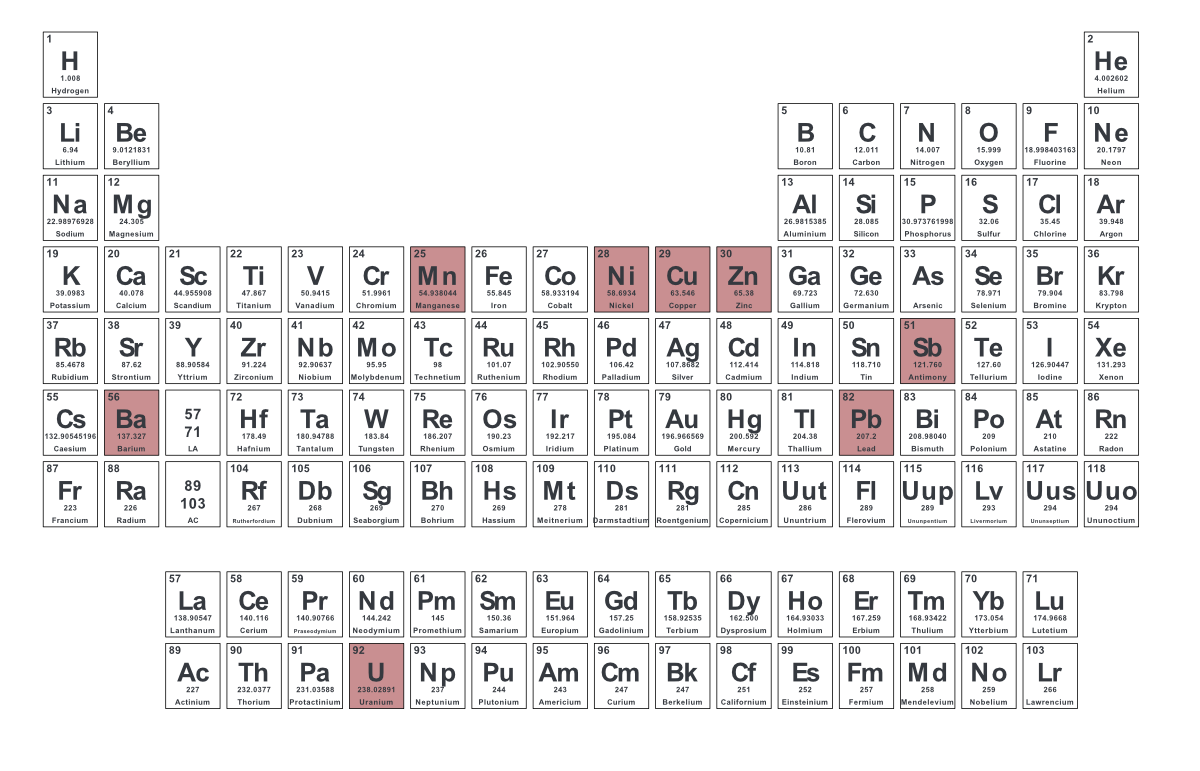 1 2
H He
1.008 4.002602
Hydrogen Helium
3 4 5 6 7 8 9 10
Li Be B C N O F Ne
6.94 9.0121831 10.81 12.011 14.007 15.999 18.998403163 20.1797
Lithium Beryllium Boron Carbon Nitrogen Oxygen Fluorine Neon
11 12 13 14 15 16 17 18
Na Mg Al Si P S Cl Ar
22.98976928 24.305 26.9815385 28.085 30.973761998 32.06 35.45 39.948
Sodium Magnesium Aluminium Silicon Phosphorus Sulfur Chlorine Argon
19 20 21 22 23 24 25 26 27 28 29 30 31 32 33 34 35 36
K Ca Sc Ti V Cr Mn Fe Co Ni Cu Zn Ga Ge As Se Br Kr
39.0983 40.078 44.955908 47.867 50.9415 51.9961 54.938044 55.845 58.933194 58.6934 63.546 65.38 69.723 72.630 78.971 79.904 83.798
Potassium Calcium Scandium Titanium Vanadium Chromium Manganese Iron Cobalt Nickel Copper Zinc Gallium Germanium Arsenic Selenium Bromine Krypton
37 38 39 40 41 42 43 44 45 46 47 48 49 50 51 52 53 54
Rb Sr Y Zr Nb Mo Tc Ru Rh Pd Ag Cd In Sn Sb Te I Xe
85.4678 87.62 88.90584 91.224 92.90637 95.95 98 101.07 102.90550 106.42 107.8682 112.414 114.818 118.710 121.760 127.60 126.90447 131.293
Rubidium Strontium Yttrium Zirconium Niobium Molybdenum Technetium Ruthenium Rhodium Palladium Silver Cadmium Indium Tin Antimony Tellurium Iodine Xenon
55 56 57 72 73 74 75 76 77 78 79 80 81 82 83 84 85 86
Cs Ba 71 Hf Ta W Re Os Ir Pt Au Hg Tl Pb Bi Po At Rn
132.90545196 137.327 178.49 180.94788 183.84 186.207 190.23 192.217 195.084 196.966569 200.592 204.38 207.2 208.98040 209 210 222
Caesium Barium LA Hafnium Tantalum Tungsten Rhenium Osmium Iridium Platinum Gold Mercury Thallium Lead Bismuth Polonium Astatine Radon
87 88 89 104 105 106 107 108 109 110 111 112 113 114 115 116 117 118
Fr Ra 103 Rf Db Sg Bh Hs Mt Ds Rg Cn Uut Fl Uup Lv Uus Uuo
223 226 267 268 269 270 269 278 281 281 285 286 289 289 293 294 294
Francium Radium AC Rutherfordium Dubnium Seaborgium Bohrium Hassium Meitnerium Darmstadtium Roentgenium Copernicium Ununtrium Flerovium Ununpentium Livermorium Ununseptium Ununoctium
57 58 59 60 61 62 63 64 65 66 67 68 69 70 71
La Ce Pr Nd Pm Sm Eu Gd Tb Dy Ho Er Tm Yb Lu
138.90547 140.116 140.90766 144.242 145 150.36 151.964 157.25 158.92535 162.500 164.93033 167.259 168.93422 173.054 174.9668
Lanthanum Cerium Praseodymium Neodymium Promethium Samarium Europium Gadolinium Terbium Dysprosium Holmium Erbium Thulium Ytterbium Lutetium
89 90 91 92 93 94 95 96 97 98 99 100 101 102 103
Ac Th Pa U Np Pu Am Cm Bk Cf Es Fm Md No Lr
227 232.0377 231.03588 238.02891 237 244 243 247 247 251 252 257 258 259 266
Actinium Thorium Protactinium Uranium Neptunium Plutonium Americium Curium Berkelium Californium Einsteinium Fermium Mendelevium Nobelium Lawrencium